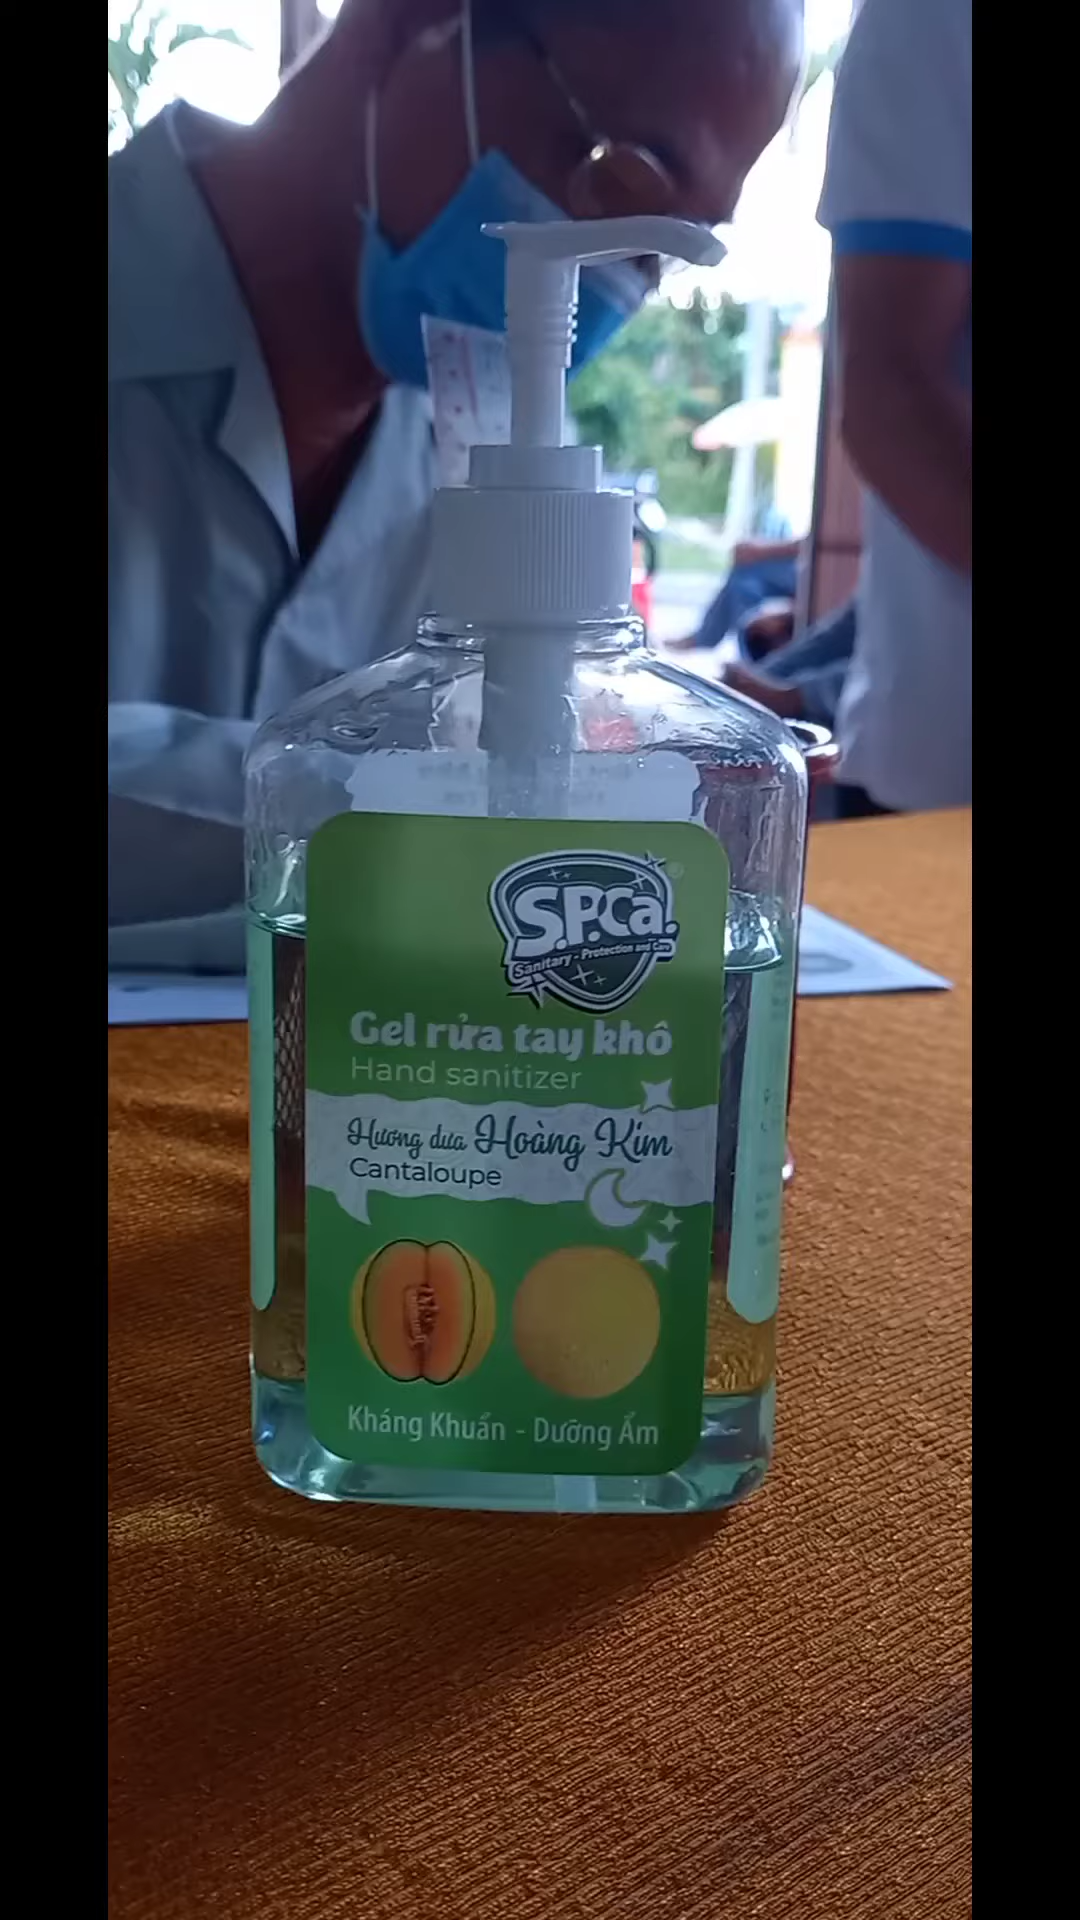 S.P.Ca.
Sanitary - Protection and Care
Gel rửa tay khô
Hand sanitizer
Hương dưa Hoàng Kim
Cantaloupe
Kháng Khuẩn - Dưỡng Ẩm